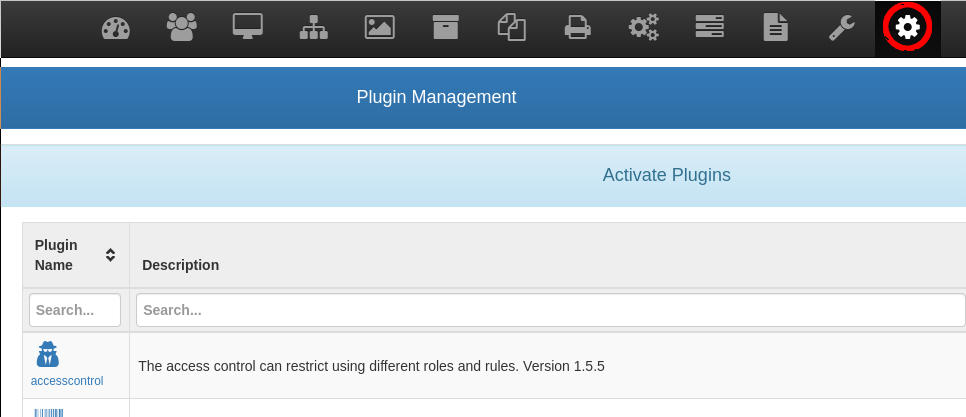 Plugin Management
Activate Plugins
Plugin
Name
Description
Search...
Search...
accesscontrol
The access control can restrict using different roles and rules. Version 1.5.5